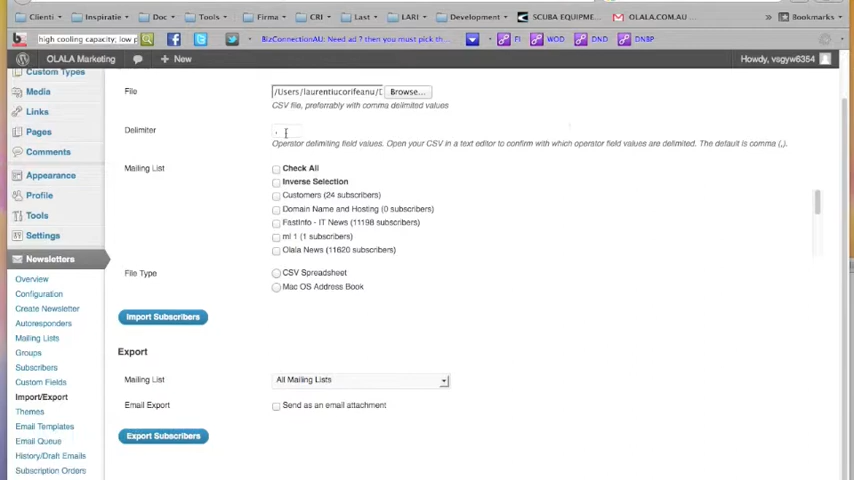 Clienti Inspiratie Doc Tools Firma CRI Last LARI Development SCUBA EQUIPME... OLALA.COM.AU Bookmarks
high cooling capacity; low p BizConnectionAU: Need ad ? then you must pick th... FI WOD DND DNBP
OLALA Marketing + New Howdy, vsgyw6354
Custom Types
Media
Links
Pages
Comments
Appearance
Profile
Tools
Settings
Newsletters
Overview
Configuration
Create Newsletter
Autoresponders
Mailing Lists
Groups
Subscribers
Custom Fields
Import/Export
Themes
Email Templates
Email Queue
History/Draft Emails
Subscription Orders
File /Users/laurentiucorifeanu/D Browse...
CSV file, preferably with comma delimited values
Delimiter ,
Operator delimiting field values. Open your CSV in a text editor to confirm with which operator field values are delimited. The default is comma (,).
Mailing List Check All
Inverse Selection
Customers (24 subscribers)
Domain Name and Hosting (0 subscribers)
FastInfo - IT News (11198 subscribers)
ml 1 (1 subscribers)
Olala News (11620 subscribers)
File Type CSV Spreadsheet
Mac OS Address Book
Import Subscribers
Export
Mailing List All Mailing Lists
Email Export Send as an email attachment
Export Subscribers